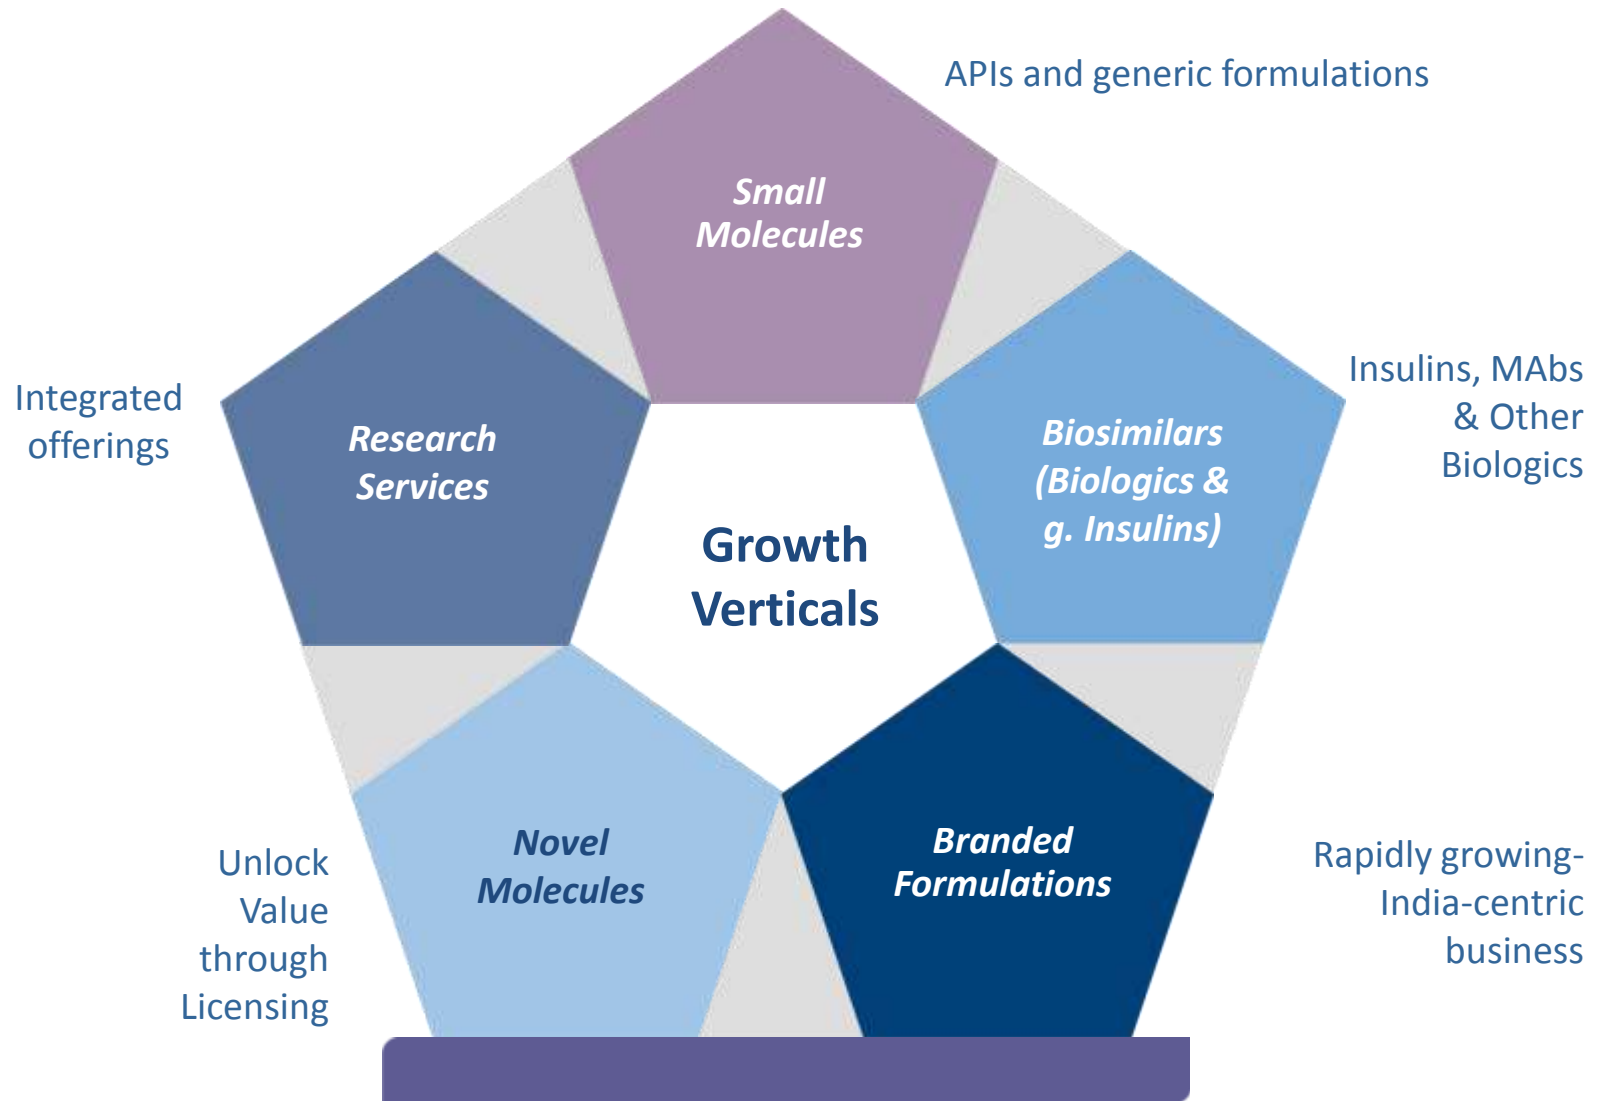 APIs and generic formulations
Small
Molecules
Integrated
offerings
Research
Services
Biosimilars
(Biologics &
g. Insulins)
Insulins, MAbs
& Other
Biologics
Growth
Verticals
Unlock
Value
through
Licensing
Novel
Molecules
Branded
Formulations
Rapidly growing-
India-centric
business